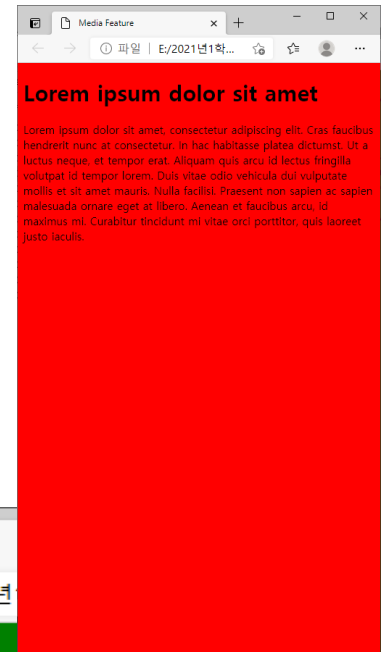 Media Feature
파일
E:/2021년1학...
Lorem ipsum dolor sit amet
Lorem ipsum dolor sit amet, consectetur adipiscing elit. Cras faucibus
hendrerit nunc at consectetur. In hac habitasse platea dictumst. Ut a
luctus neque, et tempor erat. Aliquam quis arcu id lectus fringilla
volutpat id tempor lorem. Duis vitae odio vehicula dui vulputate
mollis et sit amet mauris. Nulla facilisi. Praesent non sapien ac sapien
malesuada ornare eget at libero. Aenean et faucibus arcu, id
maximus mi. Curabitur tincidunt mi vitae orci porttitor, quis laoreet
justo iaculis.